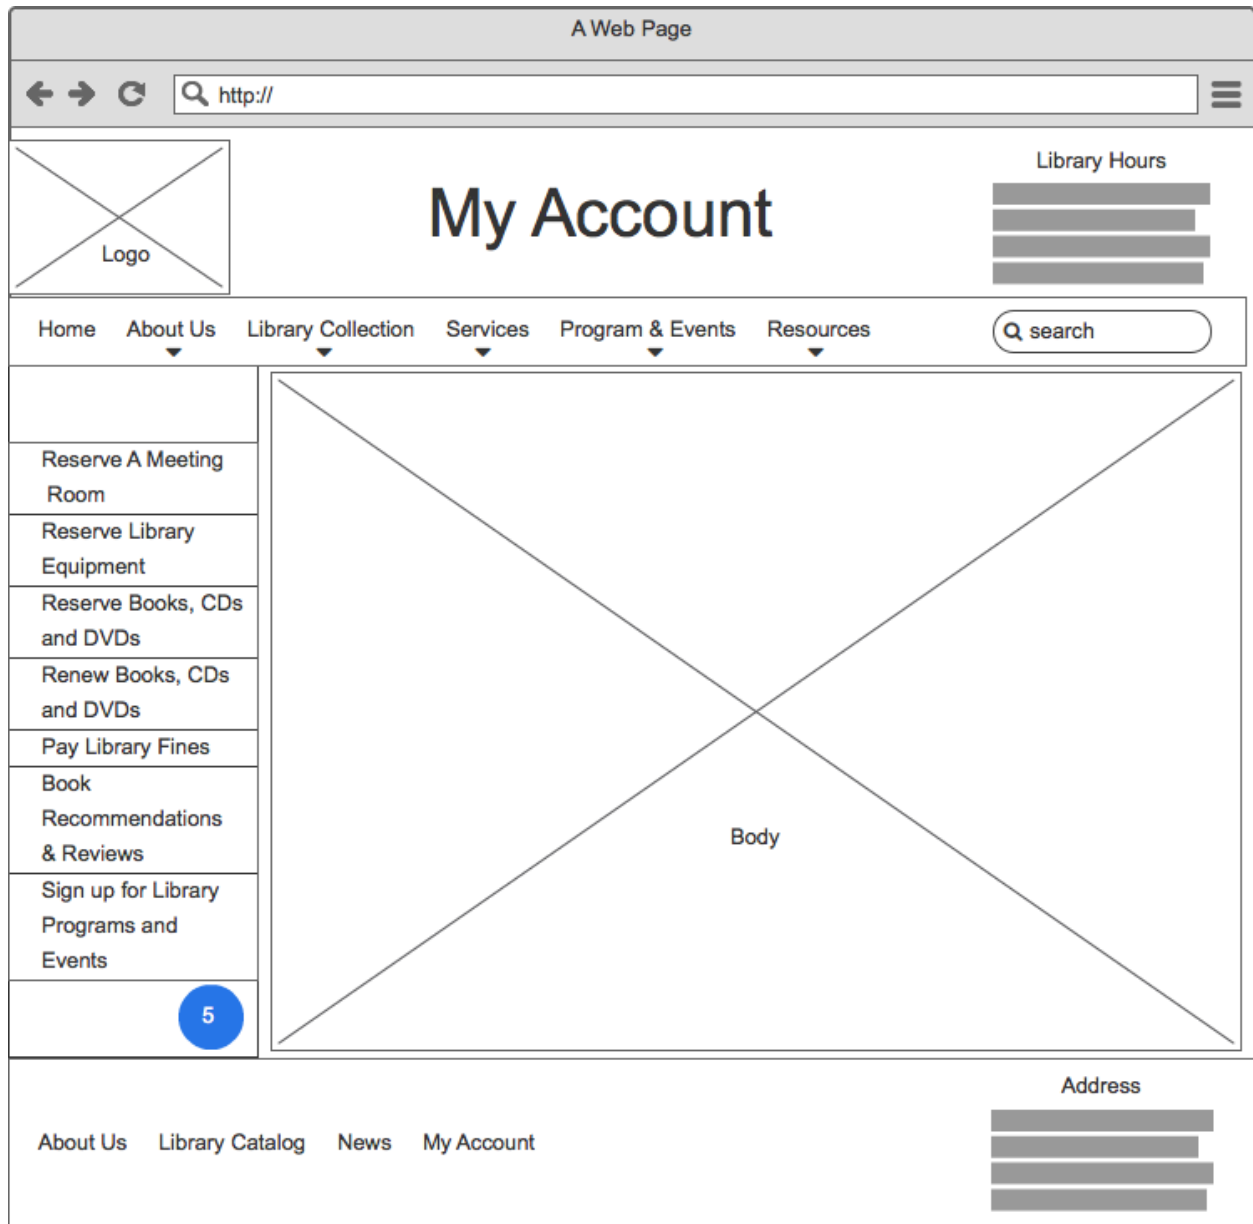 A Web Page
http://
Logo
My Account
Library Hours
Home About Us Library Collection Services Program & Events Resources search
Reserve A Meeting
Room
Reserve Library
Equipment
Reserve Books, CDs
and DVDs
Renew Books, CDs
and DVDs
Pay Library Fines
Book
Recommendations
& Reviews
Sign up for Library
Programs and
Events
5
Body
About Us Library Catalog News My Account
Address